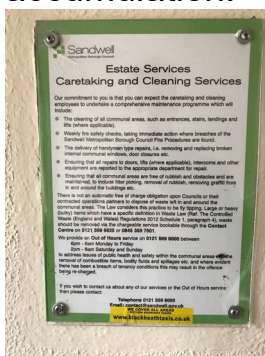 Sandwell
Metropolitan Borough Council
Estate Services
Caretaking and Cleaning Services
Our commitment to you is that you can expect the caretaking and cleaning
employees to undertake a comprehensive maintenance programme which will
include:
The cleaning of all communal areas, such as entrances, stairs, landings and
lifts (where applicable).
Weekly fire safety checks, taking immediate action where breaches of the
Sandwell Metropolitan Borough Council Fire Procedures are found.
The delivery of handyman type repairs, i.e. removing and replacing broken
internal communal windows, door closures etc.
Ensuring that all repairs to doors, lifts (where applicable), intercoms and other
equipment are reported to the appropriate department for repair.
Ensuring that all communal areas are free of rubbish and obstacles and are
maintained, to include litter picking, removal of rubbish, removing graffiti from
in and around the buildings etc.
There is not an automatic free of charge obligation upon Councils or their
contracted operations partners to dispose of waste left in and around the
communal areas. The Law considers this practice to be fly tipping. Large or heavy
(bulky) items which have a specific definition in Waste Law (Ref. The Controlled
Waste (England and Wales) Regulations 2012 Schedule 1, paragraph 4), waste
should be removed via the chargeable service bookable through the Contact
Centre on 0121 569 6625 or
We provide an Out of Hours service on 0121 569 6000 between
6pm - 6am Monday to Friday
2pm - 6am Saturday and Sunday
to address issues of public health and safety within the communal areas
removal of combustible items, bodily fluids and spillages etc. and where evident
there has been a breach of tenancy conditions this may result in the offence
being re-charged.
If you wish to contact us about any of our services or the Out of Hours service
then please contact:
Telephone 0121 569 6000
Email:
WE COVER ALL AREAS
www.blackheathtaxis.co.uk